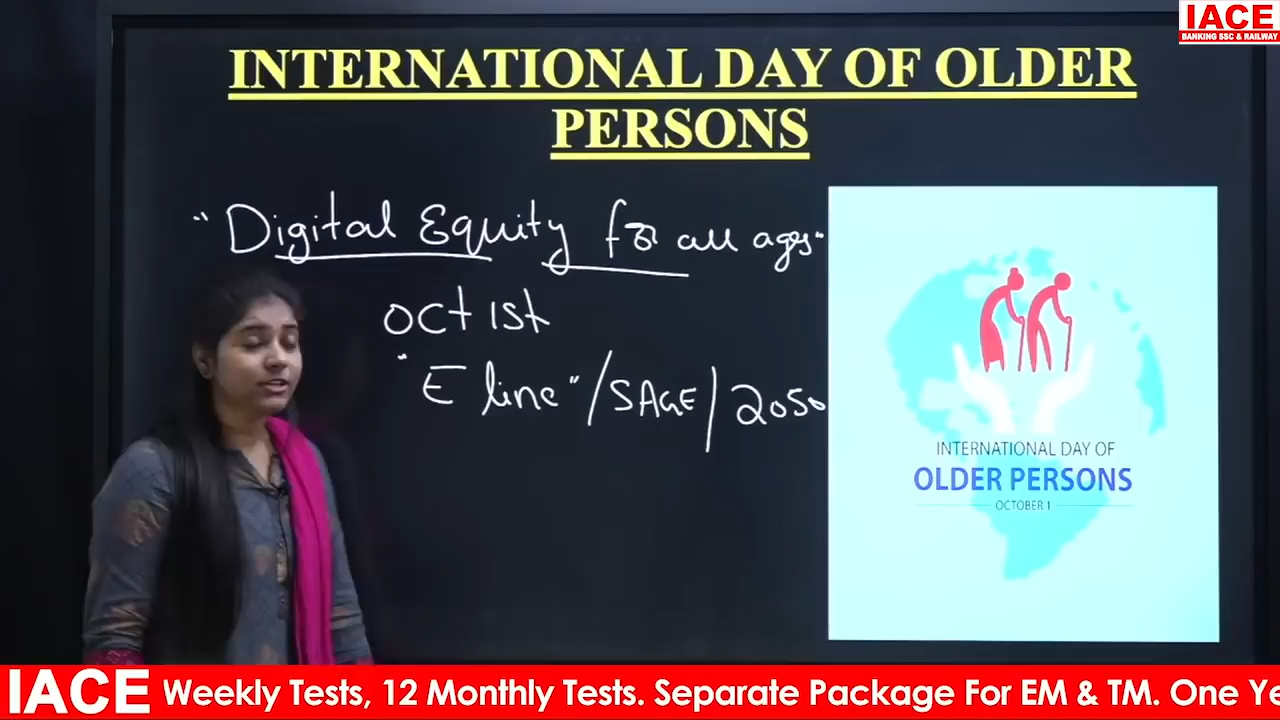 IACE
BANKING SSC & RAILWAY
INTERNATIONAL DAY OF OLDER
PERSONS
"Digital Equity for all ages"
Oct 1st
"E line" / SAGE / 2050
INTERNATIONAL DAY OF
OLDER PERSONS
OCTOBER 1
IACE Weekly Tests, 12 Monthly Tests. Separate Package For EM & TM. One Ye